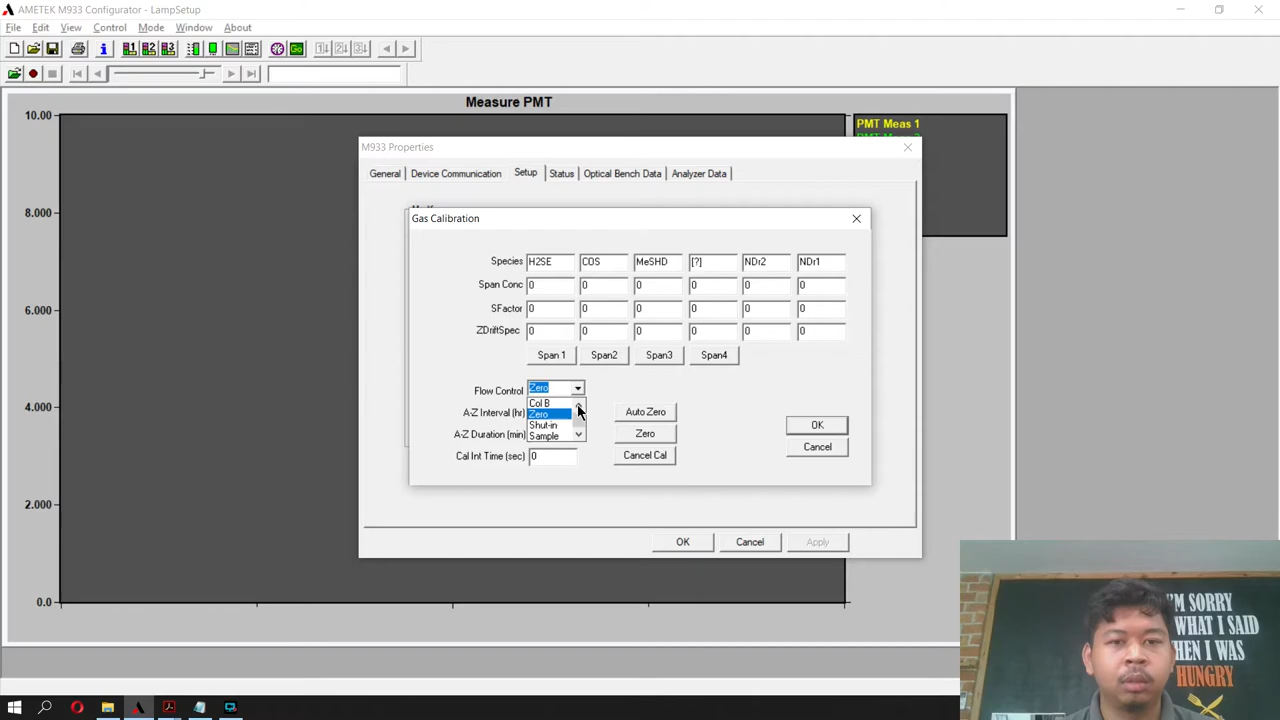 AMETEK M933 Configurator - LampSetup
File Edit View Control Mode Window About
Measure PMT
10.00
8.000
6.000
4.000
2.000
0.0
PMT Meas 1
M933 Properties
General Device Communication Setup Status Optical Bench Data Analyzer Data
Gas Calibration
Species H2SE COS MeSHD [?] NDr2 NDr1
Span Conc 0 0 0 0 0 0
SFactor 0 0 0 0 0 0
ZDriftSpec 0 0 0 0 0 0
Span 1 Span2 Span3 Span4
Flow Control Zero
Col B
Zero
Shut-in
Sample
A-Z Interval (hr)
A-Z Duration (min)
Cal Int Time (sec) 0
Auto Zero
Zero
Cancel Cal
OK
Cancel
OK Cancel Apply
I'M SORRY
WHAT I SAID
HEN I WAS
HUNGRY